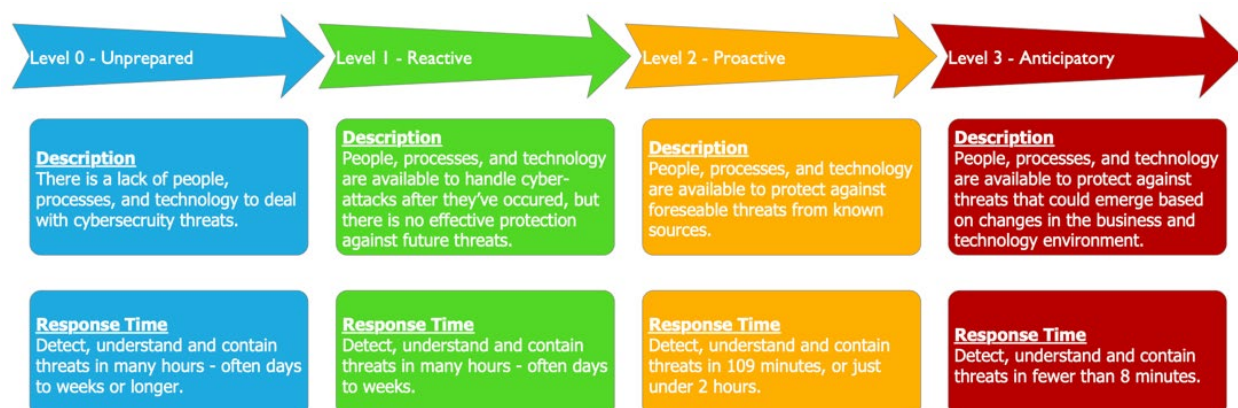 Level 0 - Unprepared
Level 1 - Reactive
Level 2 - Proactive
Level 3 - Anticipatory
Description
There is a lack of people,
processes, and technology to deal
with cybersecruity threats.
Description
People, processes, and technology
are available to handle cyber-
attacks after they've occured, but
there is no effective protection
against future threats.
Description
People, processes, and technology
are available to protect against
foreseable threats from known
sources.
Description
People, processes, and technology
are available to protect against
threats that could emerge based
on changes in the business and
technology environment.
Response Time
Detect, understand and contain
threats in many hours - often days
to weeks or longer.
Response Time
Detect, understand and contain
threats in many hours - often days
to weeks.
Response Time
Detect, understand and contain
threats in 109 minutes, or just
under 2 hours.
Response Time
Detect, understand and contain
threats in fewer than 8 minutes.